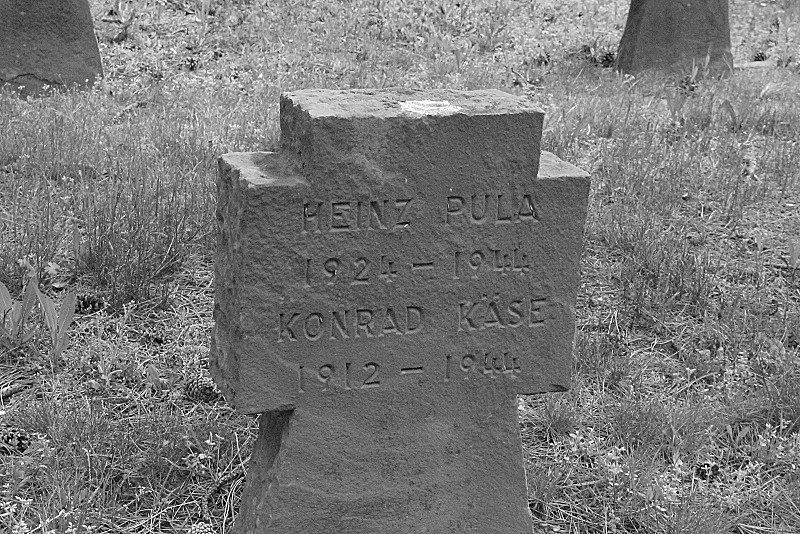 HEINZ PULA
1924 – 1944
KONRAD KÄSE
1912 – 1944